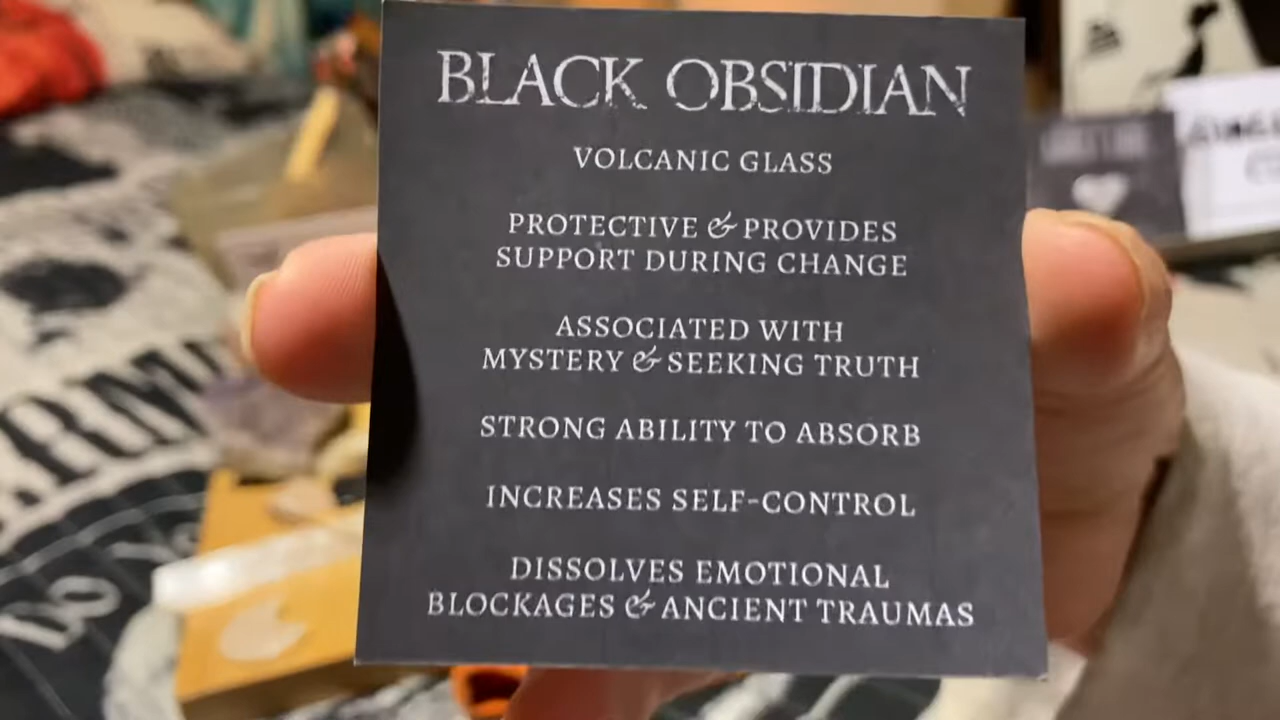 BLACK OBSIDIAN
VOLCANIC GLASS
PROTECTIVE & PROVIDES
SUPPORT DURING CHANGE
ASSOCIATED WITH
MYSTERY & SEEKING TRUTH
STRONG ABILITY TO ABSORB
INCREASES SELF-CONTROL
DISSOLVES EMOTIONAL
BLOCKAGES & ANCIENT TRAUMAS
Do